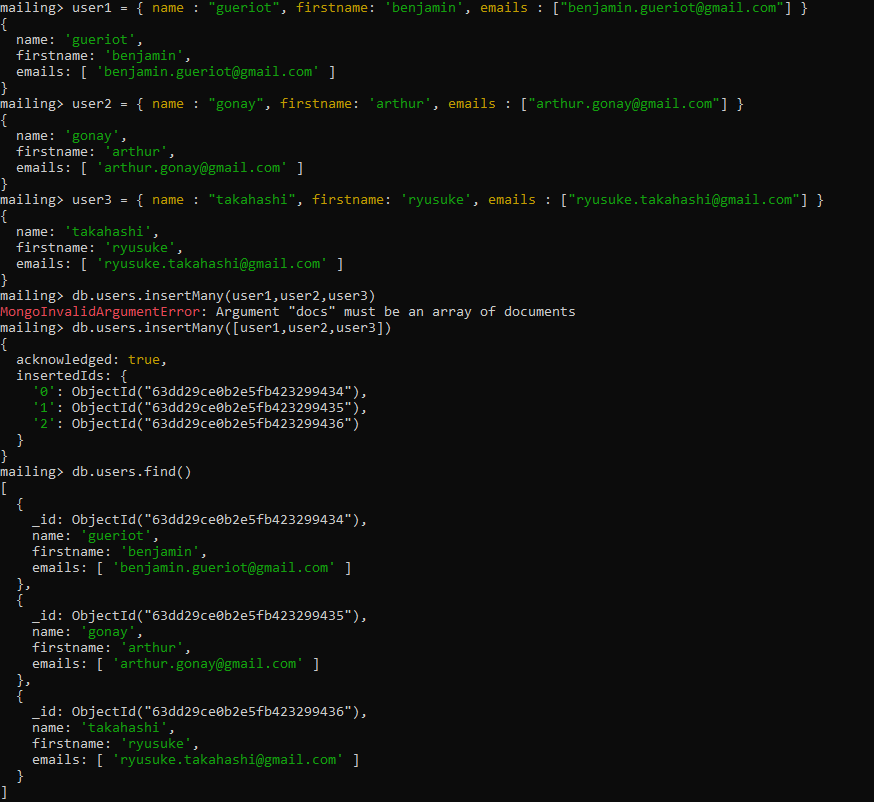 mailing> user1 = { name : "gueriot", firstname: 'benjamin', emails : ["benjamin.gueriot@gmail.com"] }
{
  name: 'gueriot',
  firstname: 'benjamin',
  emails: [ 'benjamin.gueriot@gmail.com' ]
}
mailing> user2 = { name : "gonay", firstname: 'arthur', emails : ["arthur.gonay@gmail.com"] }
{
  name: 'gonay',
  firstname: 'arthur',
  emails: [ 'arthur.gonay@gmail.com' ]
}
mailing> user3 = { name : "takahashi", firstname: 'ryusuke', emails : ["ryusuke.takahashi@gmail.com"] }
{
  name: 'takahashi',
  firstname: 'ryusuke',
  emails: [ 'ryusuke.takahashi@gmail.com' ]
}
mailing> db.users.insertMany(user1,user2,user3)
MongoInvalidArgumentError: Argument "docs" must be an array of documents
mailing> db.users.insertMany([user1,user2,user3])
{
  acknowledged: true,
  insertedIds: {
    '0': ObjectId("63dd29ce0b2e5fb423299434"),
    '1': ObjectId("63dd29ce0b2e5fb423299435"),
    '2': ObjectId("63dd29ce0b2e5fb423299436")
  }
}
mailing> db.users.find()
[
  {
    _id: ObjectId("63dd29ce0b2e5fb423299434"),
    name: 'gueriot',
    firstname: 'benjamin',
    emails: [ 'benjamin.gueriot@gmail.com' ]
  },
  {
    _id: ObjectId("63dd29ce0b2e5fb423299435"),
    name: 'gonay',
    firstname: 'arthur',
    emails: [ 'arthur.gonay@gmail.com' ]
  },
  {
    _id: ObjectId("63dd29ce0b2e5fb423299436"),
    name: 'takahashi',
    firstname: 'ryusuke',
    emails: [ 'ryusuke.takahashi@gmail.com' ]
  }
]